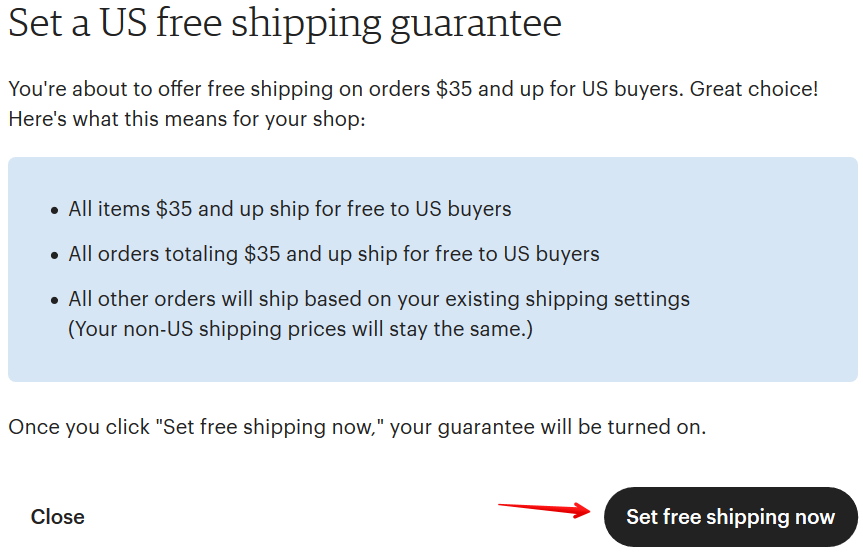 Set a US free shipping guarantee
You're about to offer free shipping on orders $35 and up for US buyers. Great choice!
Here's what this means for your shop:
• All items $35 and up ship for free to US buyers
• All orders totaling $35 and up ship for free to US buyers
• All other orders will ship based on your existing shipping settings
(Your non-US shipping prices will stay the same.)
Once you click "Set free shipping now," your guarantee will be turned on.
Close
Set free shipping now